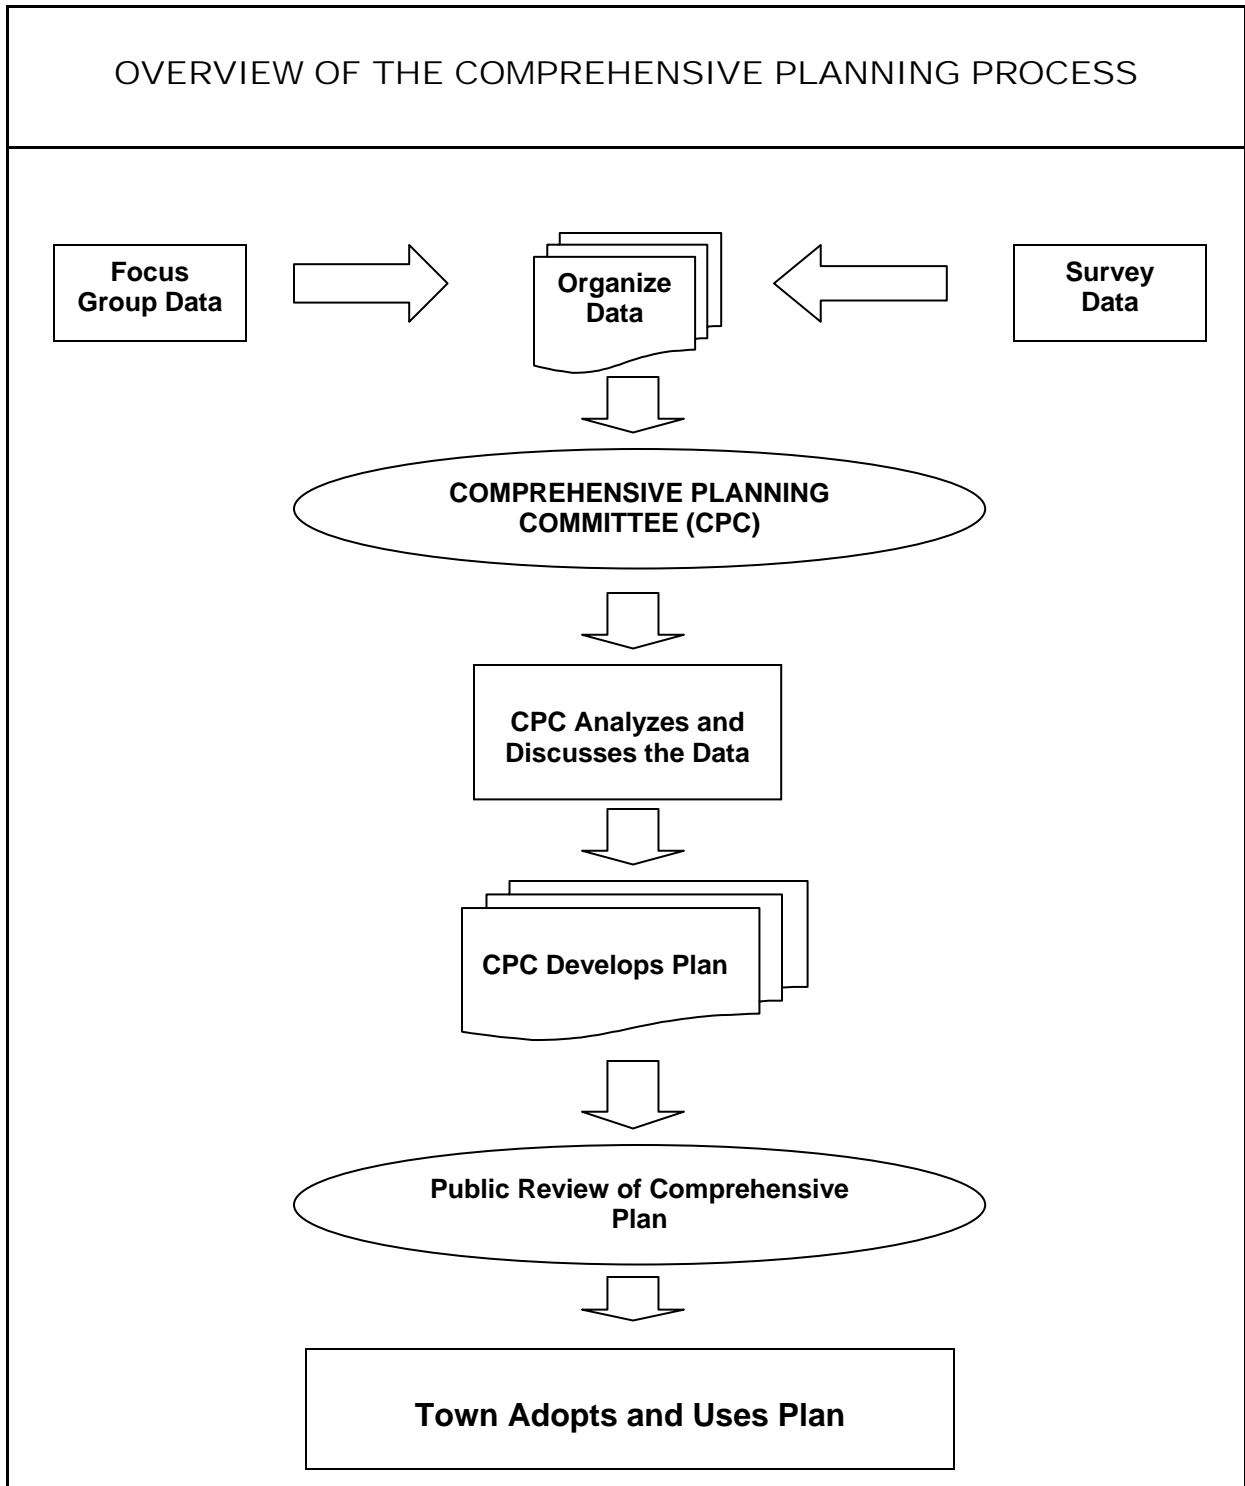 OVERVIEW OF THE COMPREHENSIVE PLANNING PROCESS
Focus
Group Data
Organize
Data
Survey
Data
COMPREHENSIVE PLANNING
COMMITTEE (CPC)
CPC Analyzes and
Discusses the Data
CPC Develops Plan
Public Review of Comprehensive
Plan
Town Adopts and Uses Plan